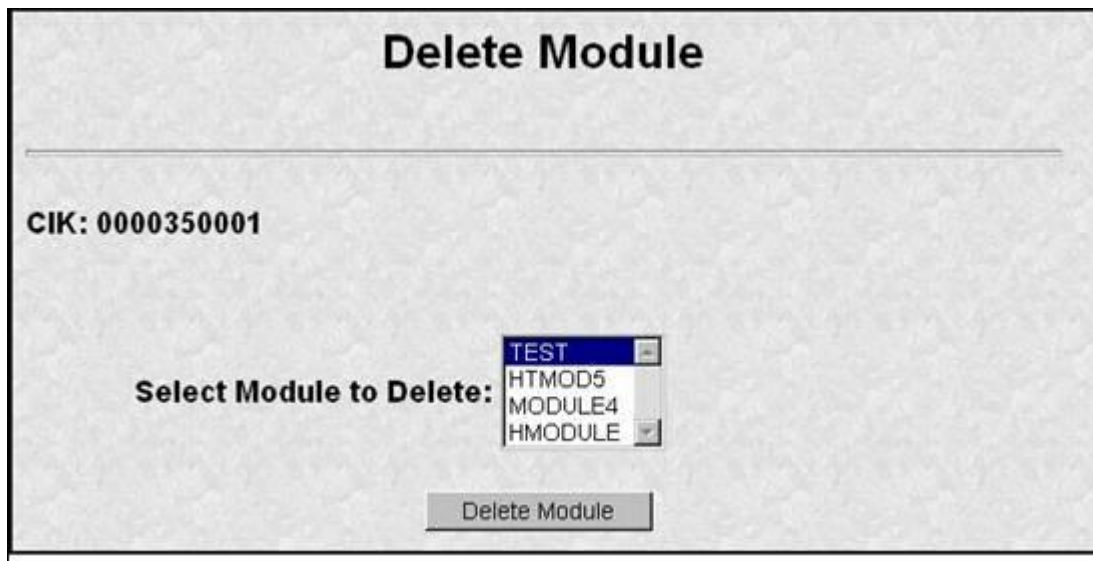 Delete Module
CIK: 0000350001
Select Module to Delete:
TEST
HTMOD5
MODULE4
HMODULE
Delete Module